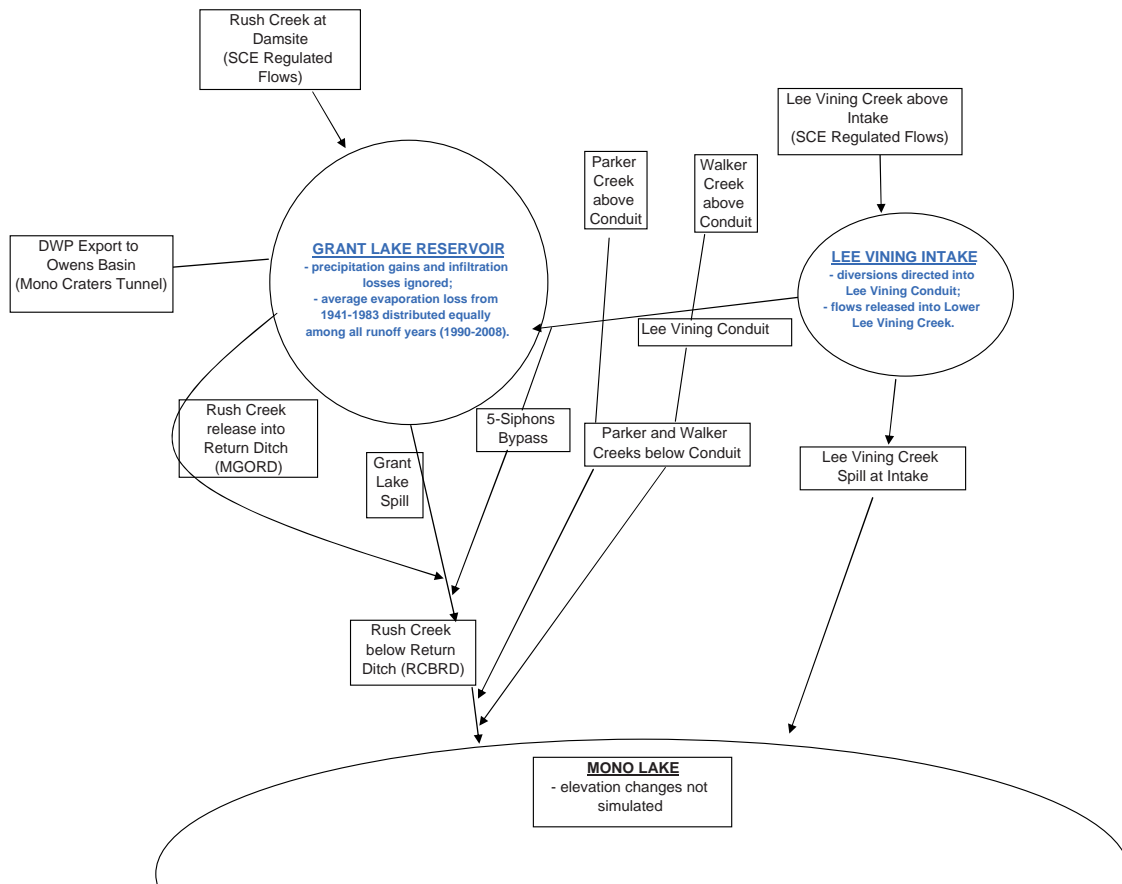 Rush Creek at
Damsite
(SCE Regulated
Flows)
Lee Vining Creek above
Intake
(SCE Regulated Flows)
Parker
Creek
above
Conduit
Walker
Creek
above
Conduit
DWP Export to
Owens Basin
(Mono Craters Tunnel)
GRANT LAKE RESERVOIR
- precipitation gains and infiltration
losses ignored;
- average evaporation loss from
1941-1983 distributed equally
among all runoff years (1990-2008).
LEE VINING INTAKE
- diversions directed into
Lee Vining Conduit;
- flows released into Lower
Lee Vining Creek.
Lee Vining Conduit
Rush Creek
release into
Return Ditch
(MGORD)
5-Siphons
Bypass
Parker and Walker
Creeks below Conduit
Grant
Lake
Spill
Lee Vining Creek
Spill at Intake
Rush Creek
below Return
Ditch (RCBRD)
MONO LAKE
- elevation changes not
simulated